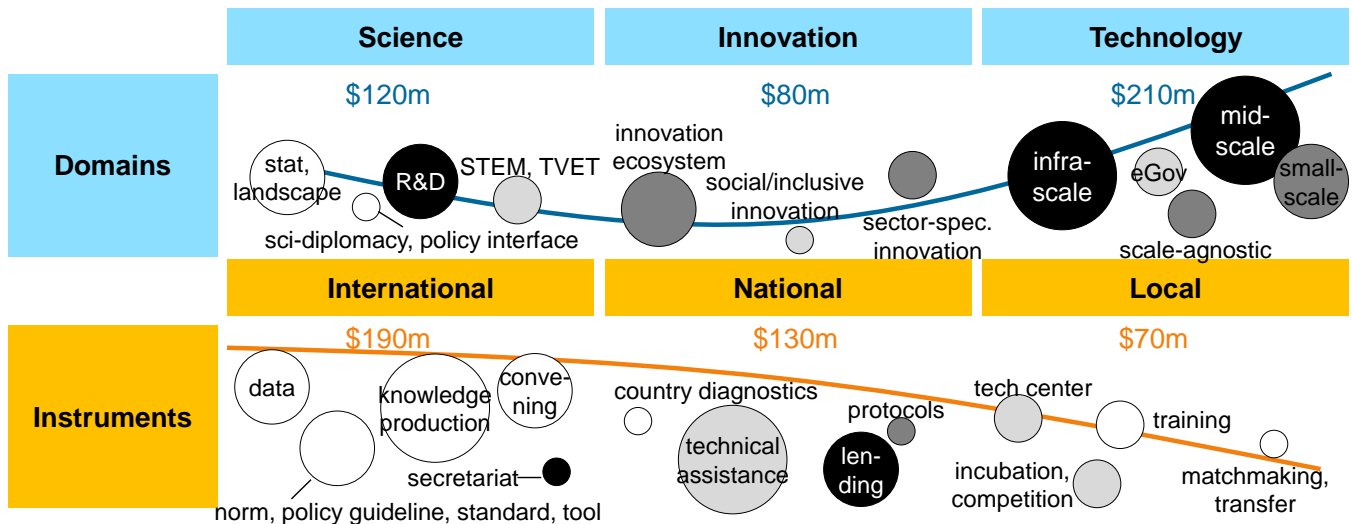 Science
Innovation
Technology
Domains
$120m
$80m
$210m
stat,
landscape
R&D
STEM, TVET
sci-diplomacy, policy interface
innovation
ecosystem
social/inclusive
innovation
sector-spec.
innovation
infra-
scale
eGov
mid-
scale
small-
scale
scale-agnostic
International
National
Local
Instruments
$190m
$130m
$70m
data
knowledge
production
conve-
ning
secretariat
norm, policy guideline, standard, tool
country diagnostics
technical
assistance
protocols
len-
ding
tech center
training
incubation,
competition
matchmaking,
transfer